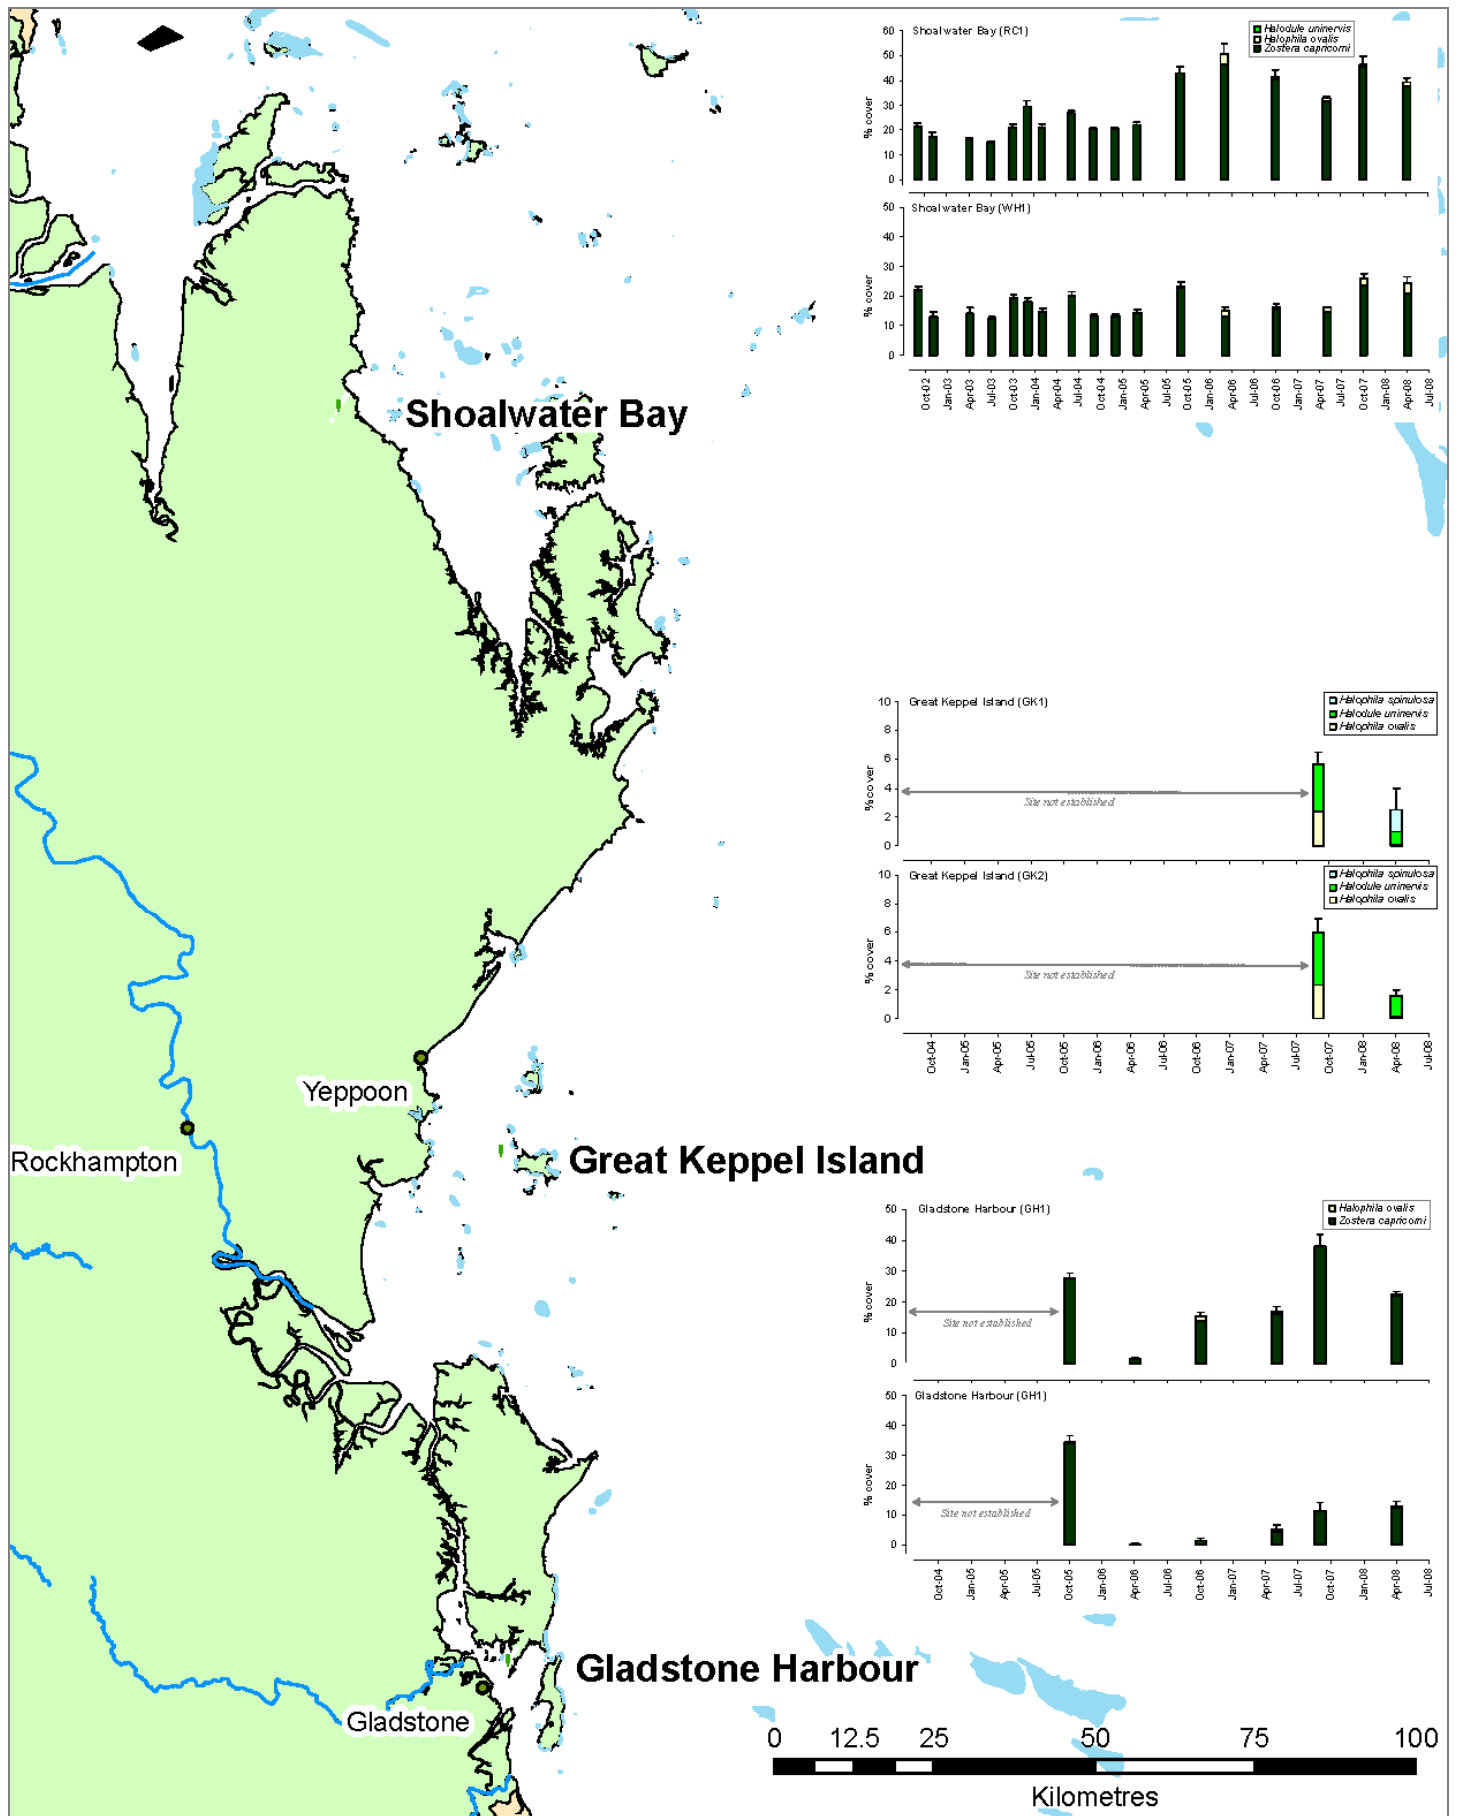 Shoalwater Bay (RC1)
Halodule uninervis
Halophila ovalis
Zostera capricorni
60
50
40
30
20
10
0
% cover
Shoalwater Bay (WH1)
50
40
30
20
10
0
% cover
Oct-02 Jan-03 Apr-03 Jul-03 Oct-03 Jan-04 Apr-04 Jul-04 Oct-04 Jan-05 Apr-05 Jul-05 Oct-05 Jan-06 Apr-06 Jul-06 Oct-06 Jan-07 Apr-07 Jul-07 Oct-07 Jan-08 Apr-08 Jul-08
Shoalwater Bay
Great Keppel Island (GK1)
Halophila spinulosa
Halodule uninervis
Halophila ovalis
10
8
6
4
2
0
% cover
Site not established
Great Keppel Island (GK2)
Halophila spinulosa
Halodule uninervis
Halophila ovalis
10
8
6
4
2
0
% cover
Site not established
Oct-04 Jan-05 Apr-05 Jul-05 Oct-05 Jan-06 Apr-06 Jul-06 Oct-06 Jan-07 Apr-07 Jul-07 Oct-07 Jan-08 Apr-08 Jul-08
Yeppoon
Rockhampton
Great Keppel Island
Gladstone Harbour (GH1)
Halophila ovalis
Zostera capricorni
50
40
30
20
10
0
% cover
Site not established
Gladstone Harbour (GH1)
50
40
30
20
10
0
% cover
Site not established
Oct-04 Jan-05 Apr-05 Jul-05 Oct-05 Jan-06 Apr-06 Jul-06 Oct-06 Jan-07 Apr-07 Jul-07 Oct-07 Jan-08 Apr-08 Jul-08
Gladstone Harbour
Gladstone
0 12.5 25 50 75 100
Kilometres